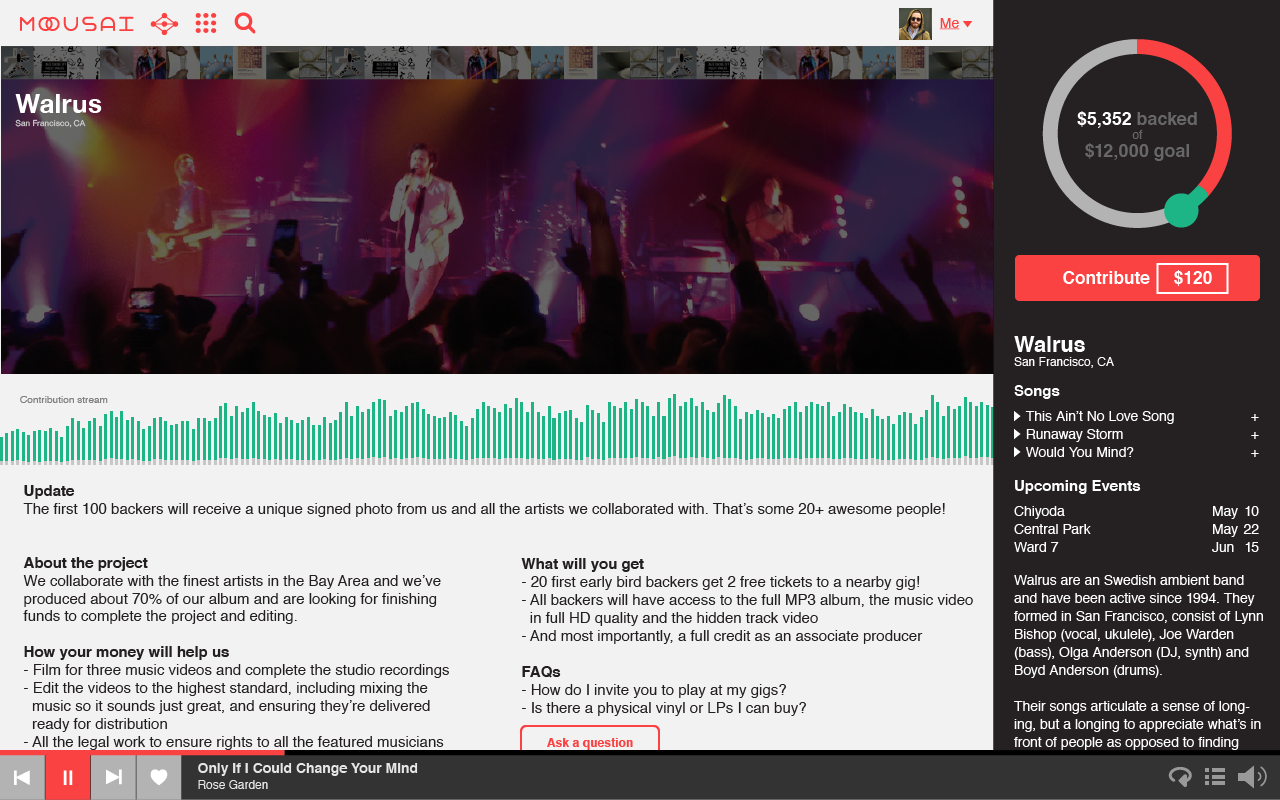 MOOUSAI
Me
Walrus
San Francisco, CA
Contribution stream
Update
The first 100 backers will receive a unique signed photo from us and all the artists we collaborated with. That’s some 20+ awesome people!
About the project
We collaborate with the finest artists in the Bay Area and we’ve
produced about 70% of our album and are looking for finishing
funds to complete the project and editing.
How your money will help us
- Film for three music videos and complete the studio recordings
- Edit the videos to the highest standard, including mixing the
music so it sounds just great, and ensuring they’re delivered
ready for distribution
- All the legal work to ensure rights to all the featured musicians
What will you get
- 20 first early bird backers get 2 free tickets to a nearby gig!
- All backers will have access to the full MP3 album, the music video
in full HD quality and the hidden track video
- And most importantly, a full credit as an associate producer
FAQs
- How do I invite you to play at my gigs?
- Is there a physical vinyl or LPs I can buy?
Ask a question
$5,352 backed
of
$12,000 goal
Contribute $120
Walrus
San Francisco, CA
Songs
This Ain’t No Love Song +
Runaway Storm +
Would You Mind? +
Upcoming Events
Chiyoda May 10
Central Park May 22
Ward 7 Jun 15
Walrus are an Swedish ambient band
and have been active since 1994. They
formed in San Francisco, consist of Lynn
Bishop (vocal, ukulele), Joe Warden
(bass), Olga Anderson (DJ, synth) and
Boyd Anderson (drums).
Their songs articulate a sense of long-
ing, but a longing to appreciate what’s in
front of people as opposed to finding
Only If I Could Change Your Mind
Rose Garden